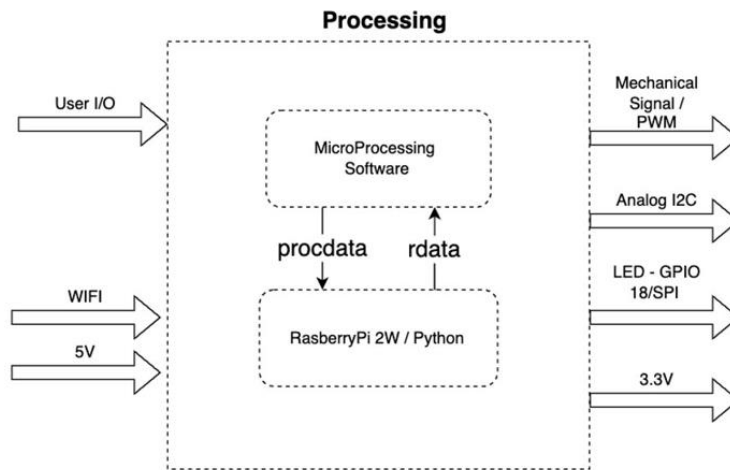 Processing
User I/O
WIFI
5V
MicroProcessing
Software
procdata
rdata
RasberryPi 2W / Python
Mechanical
Signal /
PWM
Analog I2C
LED - GPIO
18/SPI
3.3V